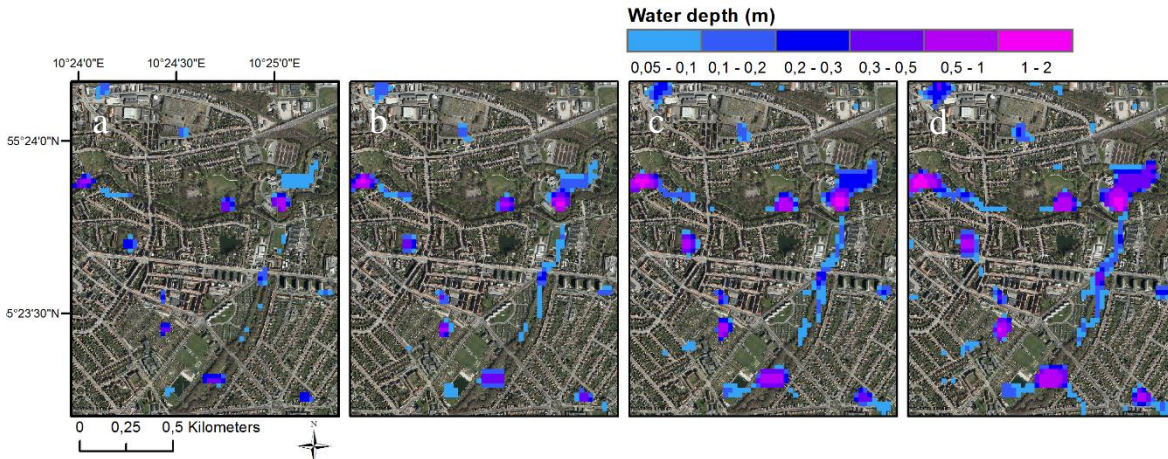 Water depth (m)
0,05 - 0,1 0,1 - 0,2 0,2 - 0,3 0,3 - 0,5 0,5 - 1 1 - 2
10°24'0"E 10°24'30"E 10°25'0"E
a b c d
55°24'0"N
5°23'30"N
0 0,25 0,5 Kilometers
N